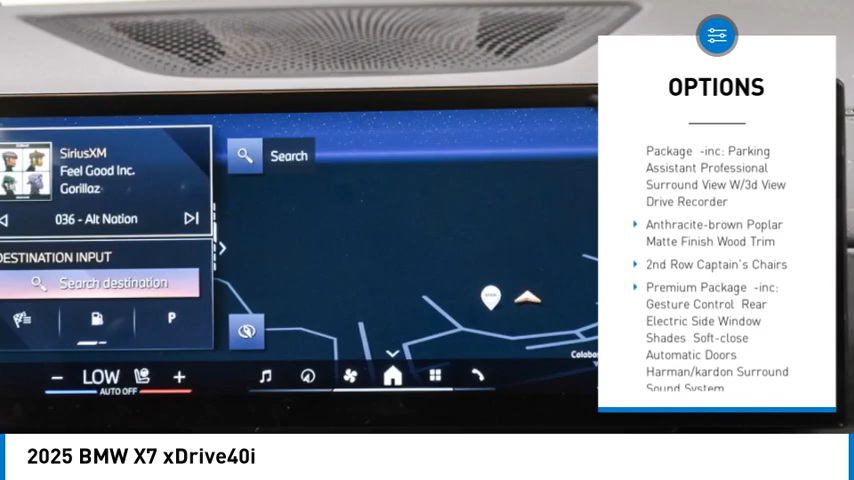 SiriusXM
Feel Good Inc.
Gorillaz
036 - Alt Nation
DESTINATION INPUT
Search destination
P
Search
LOW
AUTO OFF
OPTIONS
Package -inc: Parking
Assistant Professional
Surround View W/3d View
Drive Recorder
Anthracite-brown Poplar
Matte Finish Wood Trim
2nd Row Captain's Chairs
Premium Package -inc:
Gesture Control Rear
Electric Side Window
Shades Soft-close
Automatic Doors
Harman/kardon Surround
Sound System
2025 BMW X7 xDrive40i